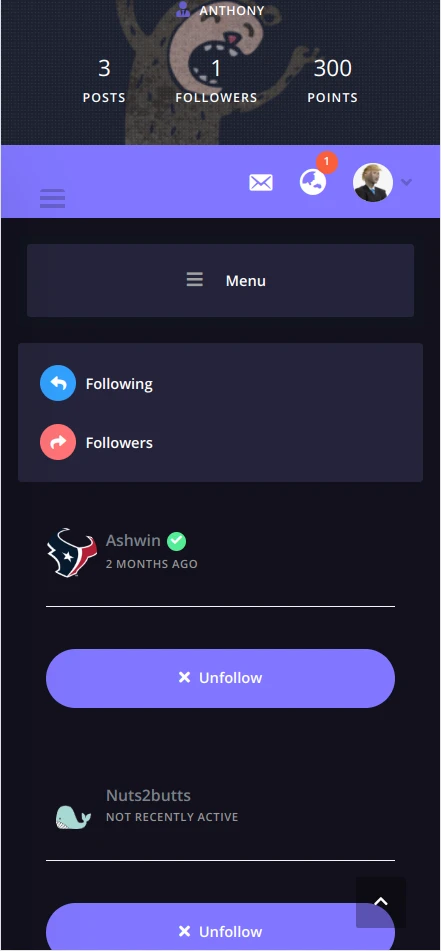 ANTHONY
3
1
300
POSTS
FOLLOWERS
POINTS
1
Menu
Following
Followers
Ashwin
2 MONTHS AGO
Unfollow
Nuts2butts
NOT RECENTLY ACTIVE
Unfollow